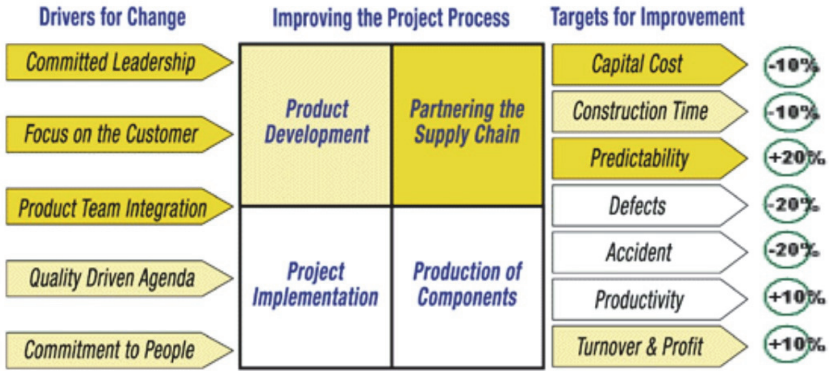 Drivers for Change
Committed Leadership
Focus on the Customer
Product Team Integration
Quality Driven Agenda
Commitment to People
Improving the Project Process
Product
Development
Partnering the
Supply Chain
Project
Implementation
Production of
Components
Targets for Improvement
Capital Cost -10%
Construction Time -10%
Predictability +20%
Defects -20%
Accident -20%
Productivity +10%
Turnover & Profit +10%